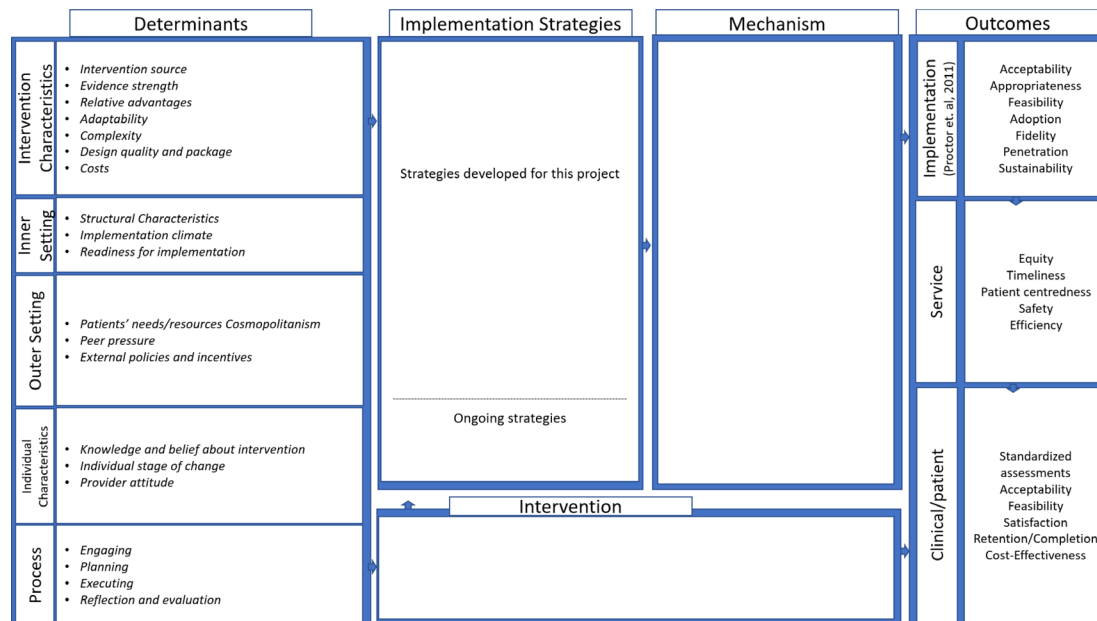 Determinants
Implementation Strategies
Mechanism
Outcomes
Intervention
Characteristics
• Intervention source
• Evidence strength
• Relative advantages
• Adaptability
• Complexity
• Design quality and package
• Costs
Inner
Setting
• Structural Characteristics
• Implementation climate
• Readiness for implementation
Outer Setting
• Patients’ needs/resources Cosmopolitanism
• Peer pressure
• External policies and incentives
Individual
Characteristics
• Knowledge and belief about intervention
• Individual stage of change
• Provider attitude
Process
• Engaging
• Planning
• Executing
• Reflection and evaluation
Strategies developed for this project
Ongoing strategies
Intervention
Implementation
(Proctor et. al, 2011)
Acceptability
Appropriateness
Feasibility
Adoption
Fidelity
Penetration
Sustainability
Service
Equity
Timeliness
Patient centredness
Safety
Efficiency
Clinical/patient
Standardized
assessments
Acceptability
Feasibility
Satisfaction
Retention/Completion
Cost-Effectiveness